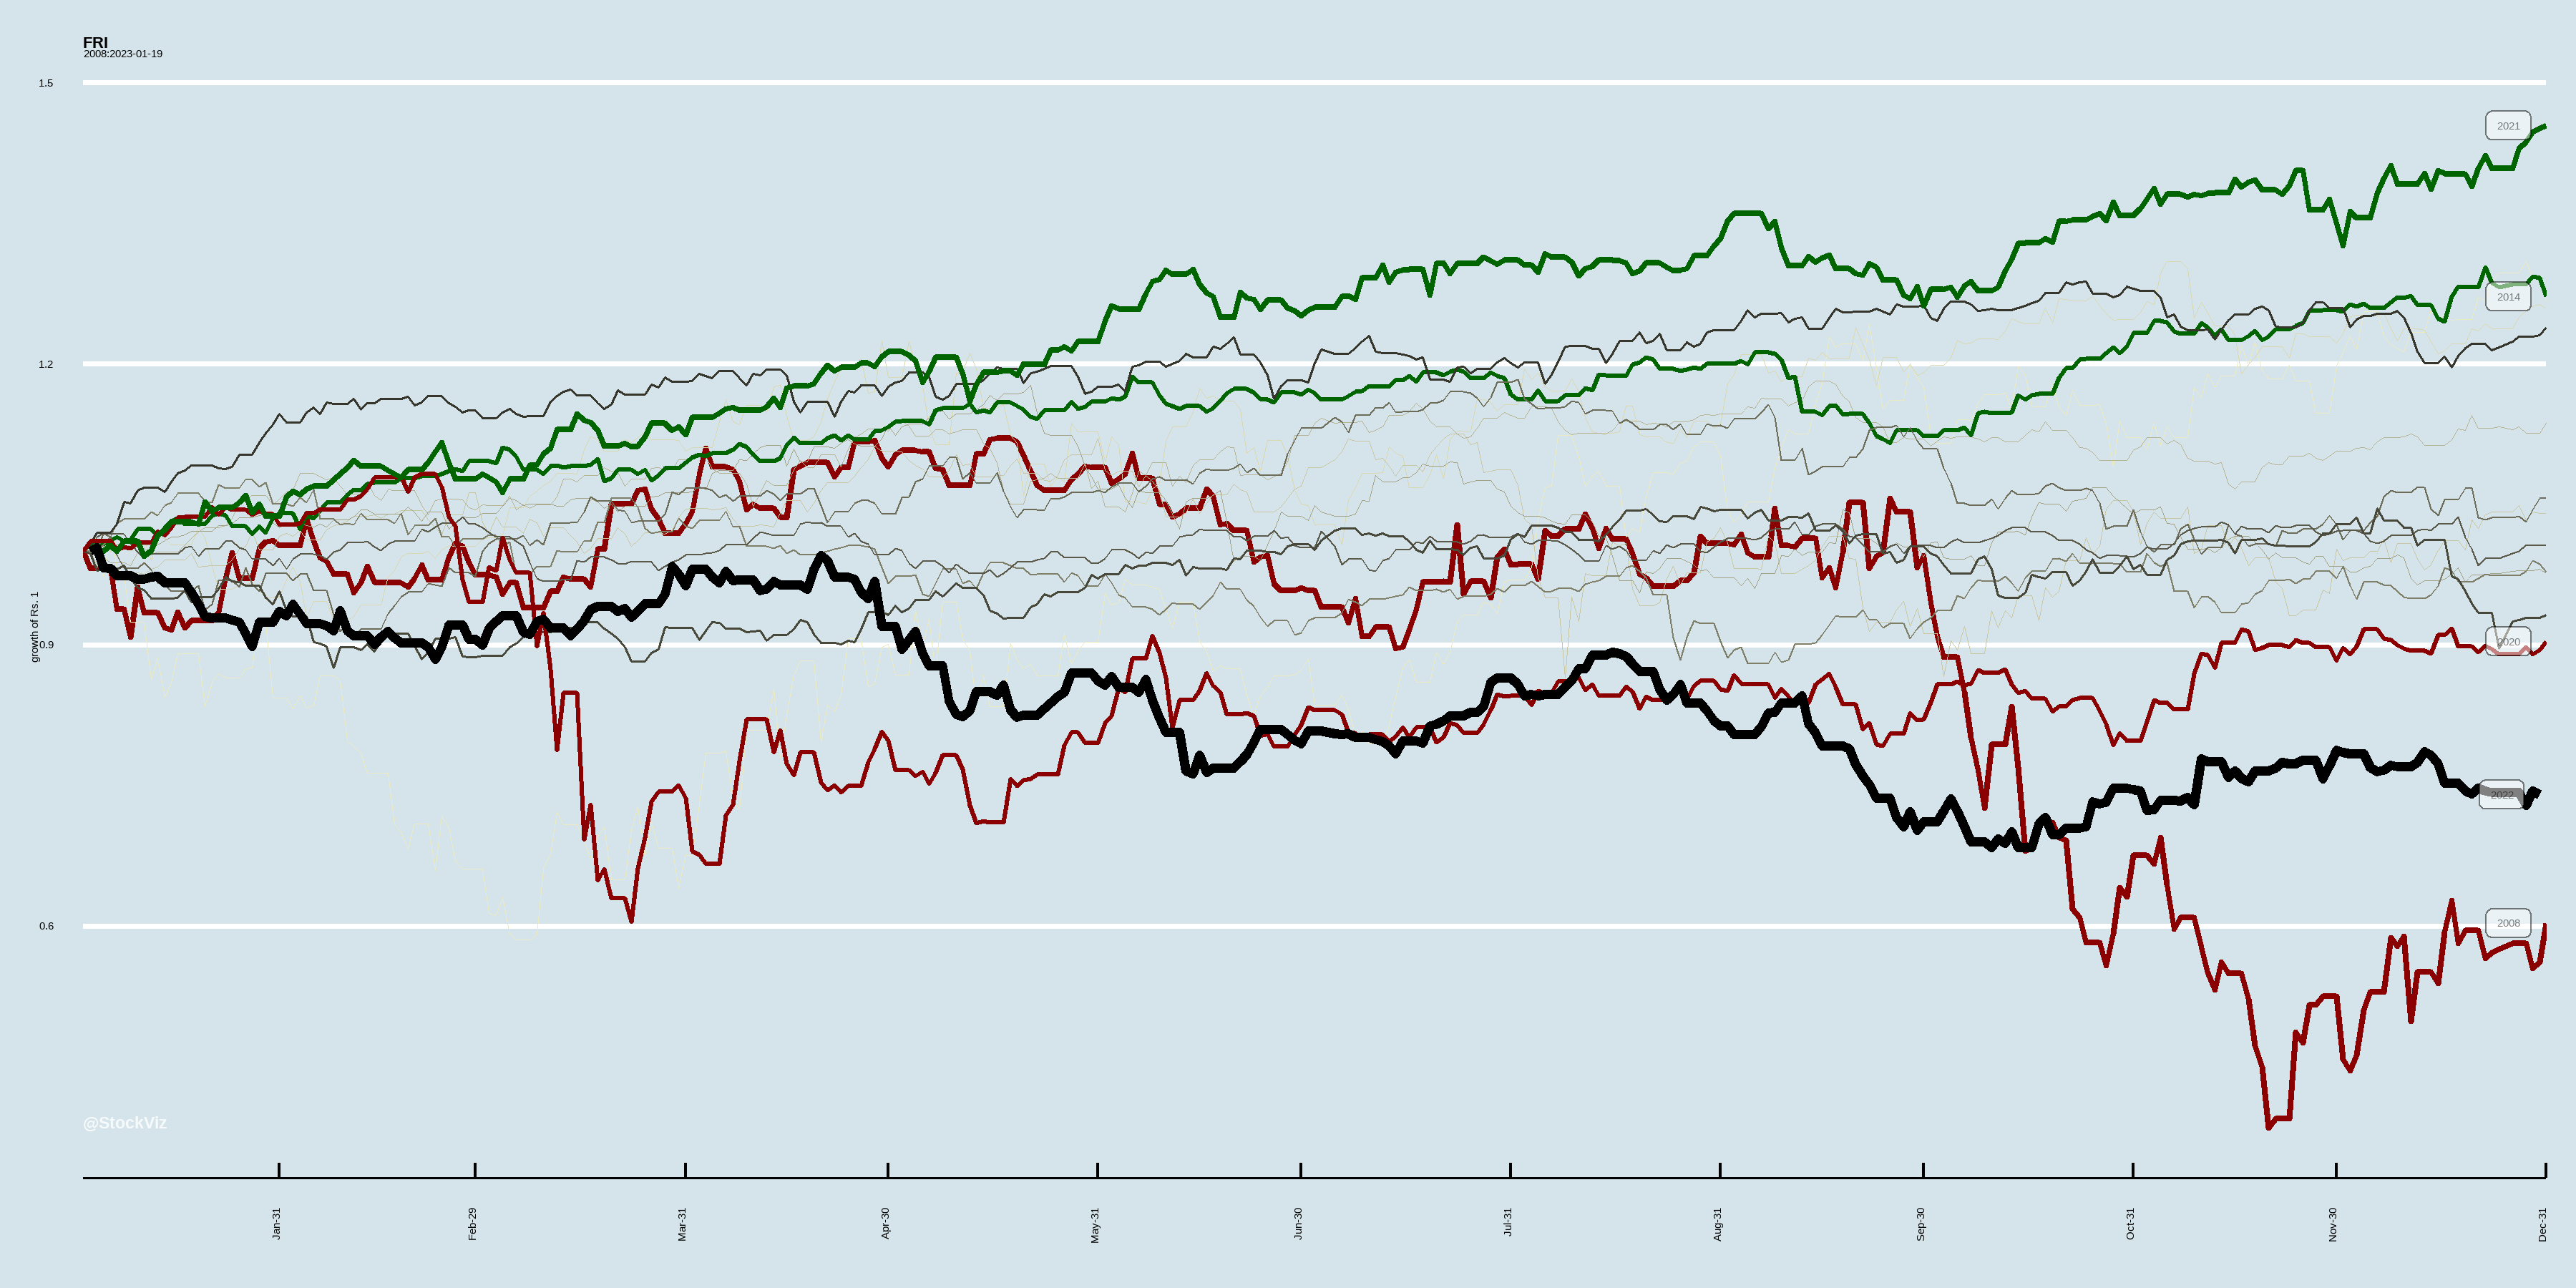 FRI
2008:2023-01-19
1.5
2021
2014
1.2
growth of Rs. 1
0.9
2020
2022
2008
0.6
@StockViz
Jan-31
Feb-29
Mar-31
Apr-30
May-31
Jun-30
Jul-31
Aug-31
Sep-30
Oct-31
Nov-30
Dec-31